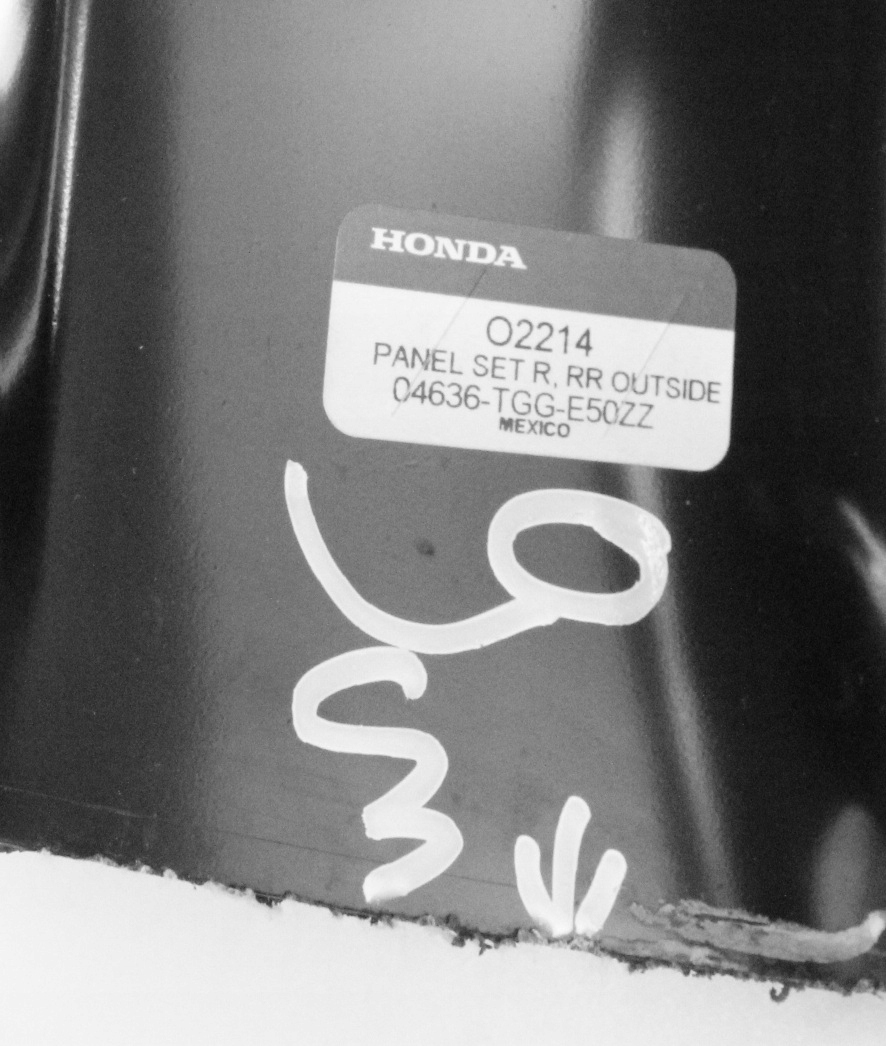 HONDA
O2214
PANEL SET R, RR OUTSIDE
04636-TGG-E50ZZ
MEXICO